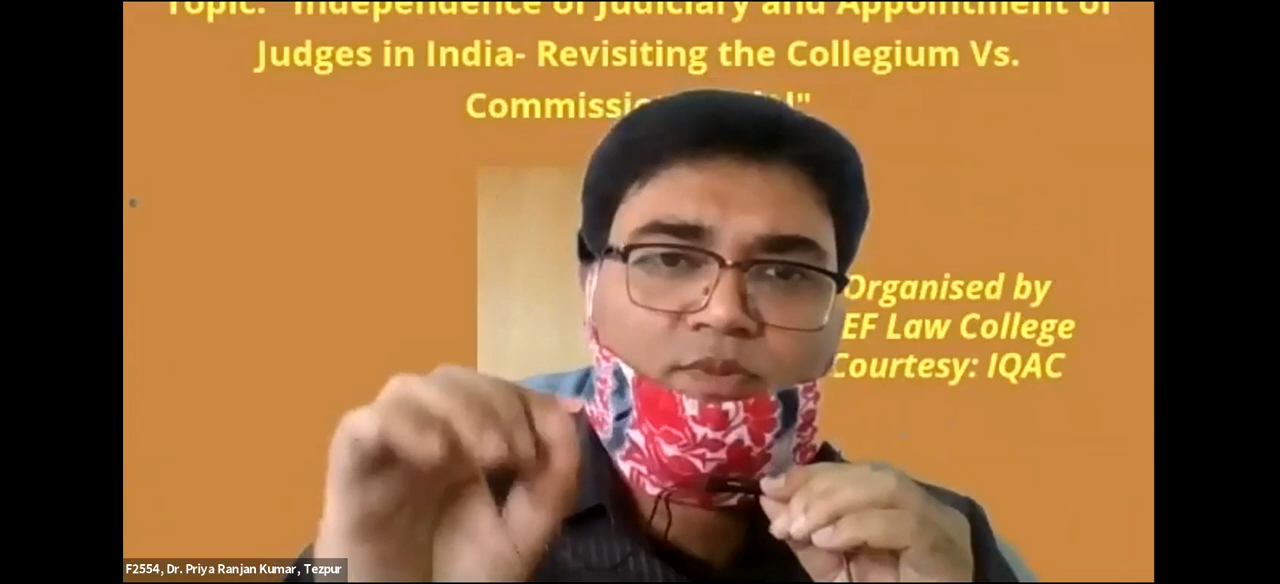 Topic: "Independence of Judiciary and Appointment of
Judges in India- Revisiting the Collegium Vs.
Organised by
EF Law College
Courtesy: IQAC
F2554, Dr. Priya Ranjan Kumar, Tezpur